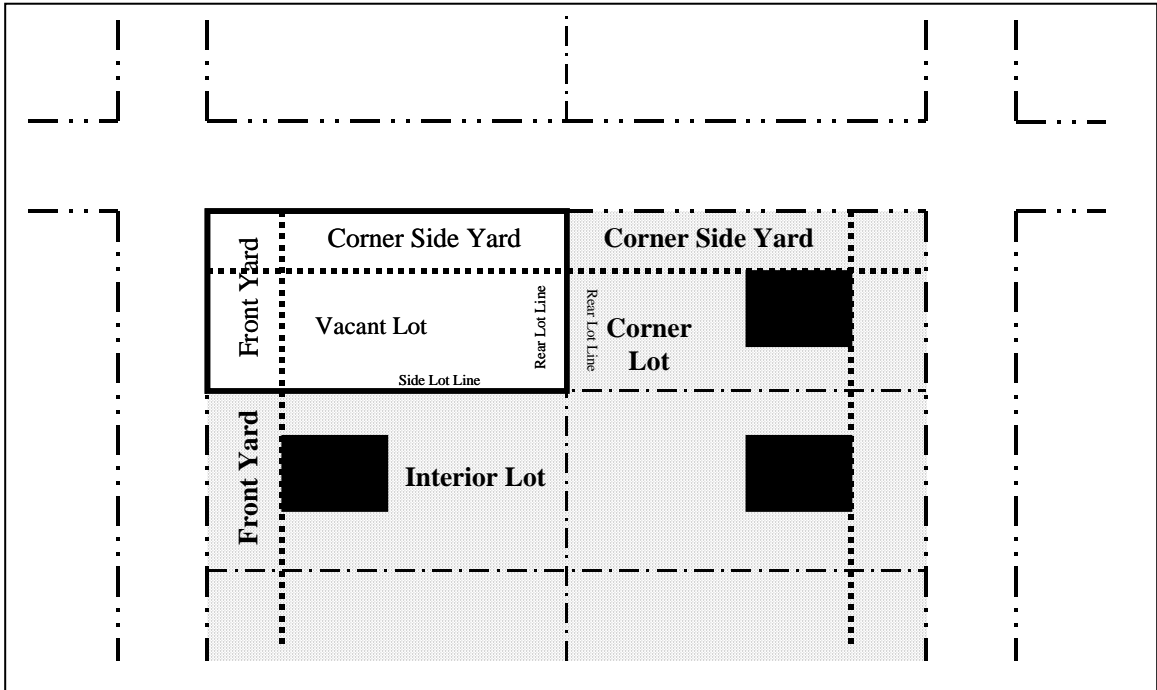 Corner Side Yard
Corner Side Yard
Front Yard
Vacant Lot
Rear Lot Line
Rear Lot Line
Corner
Lot
Side Lot Line
Front Yard
Interior Lot